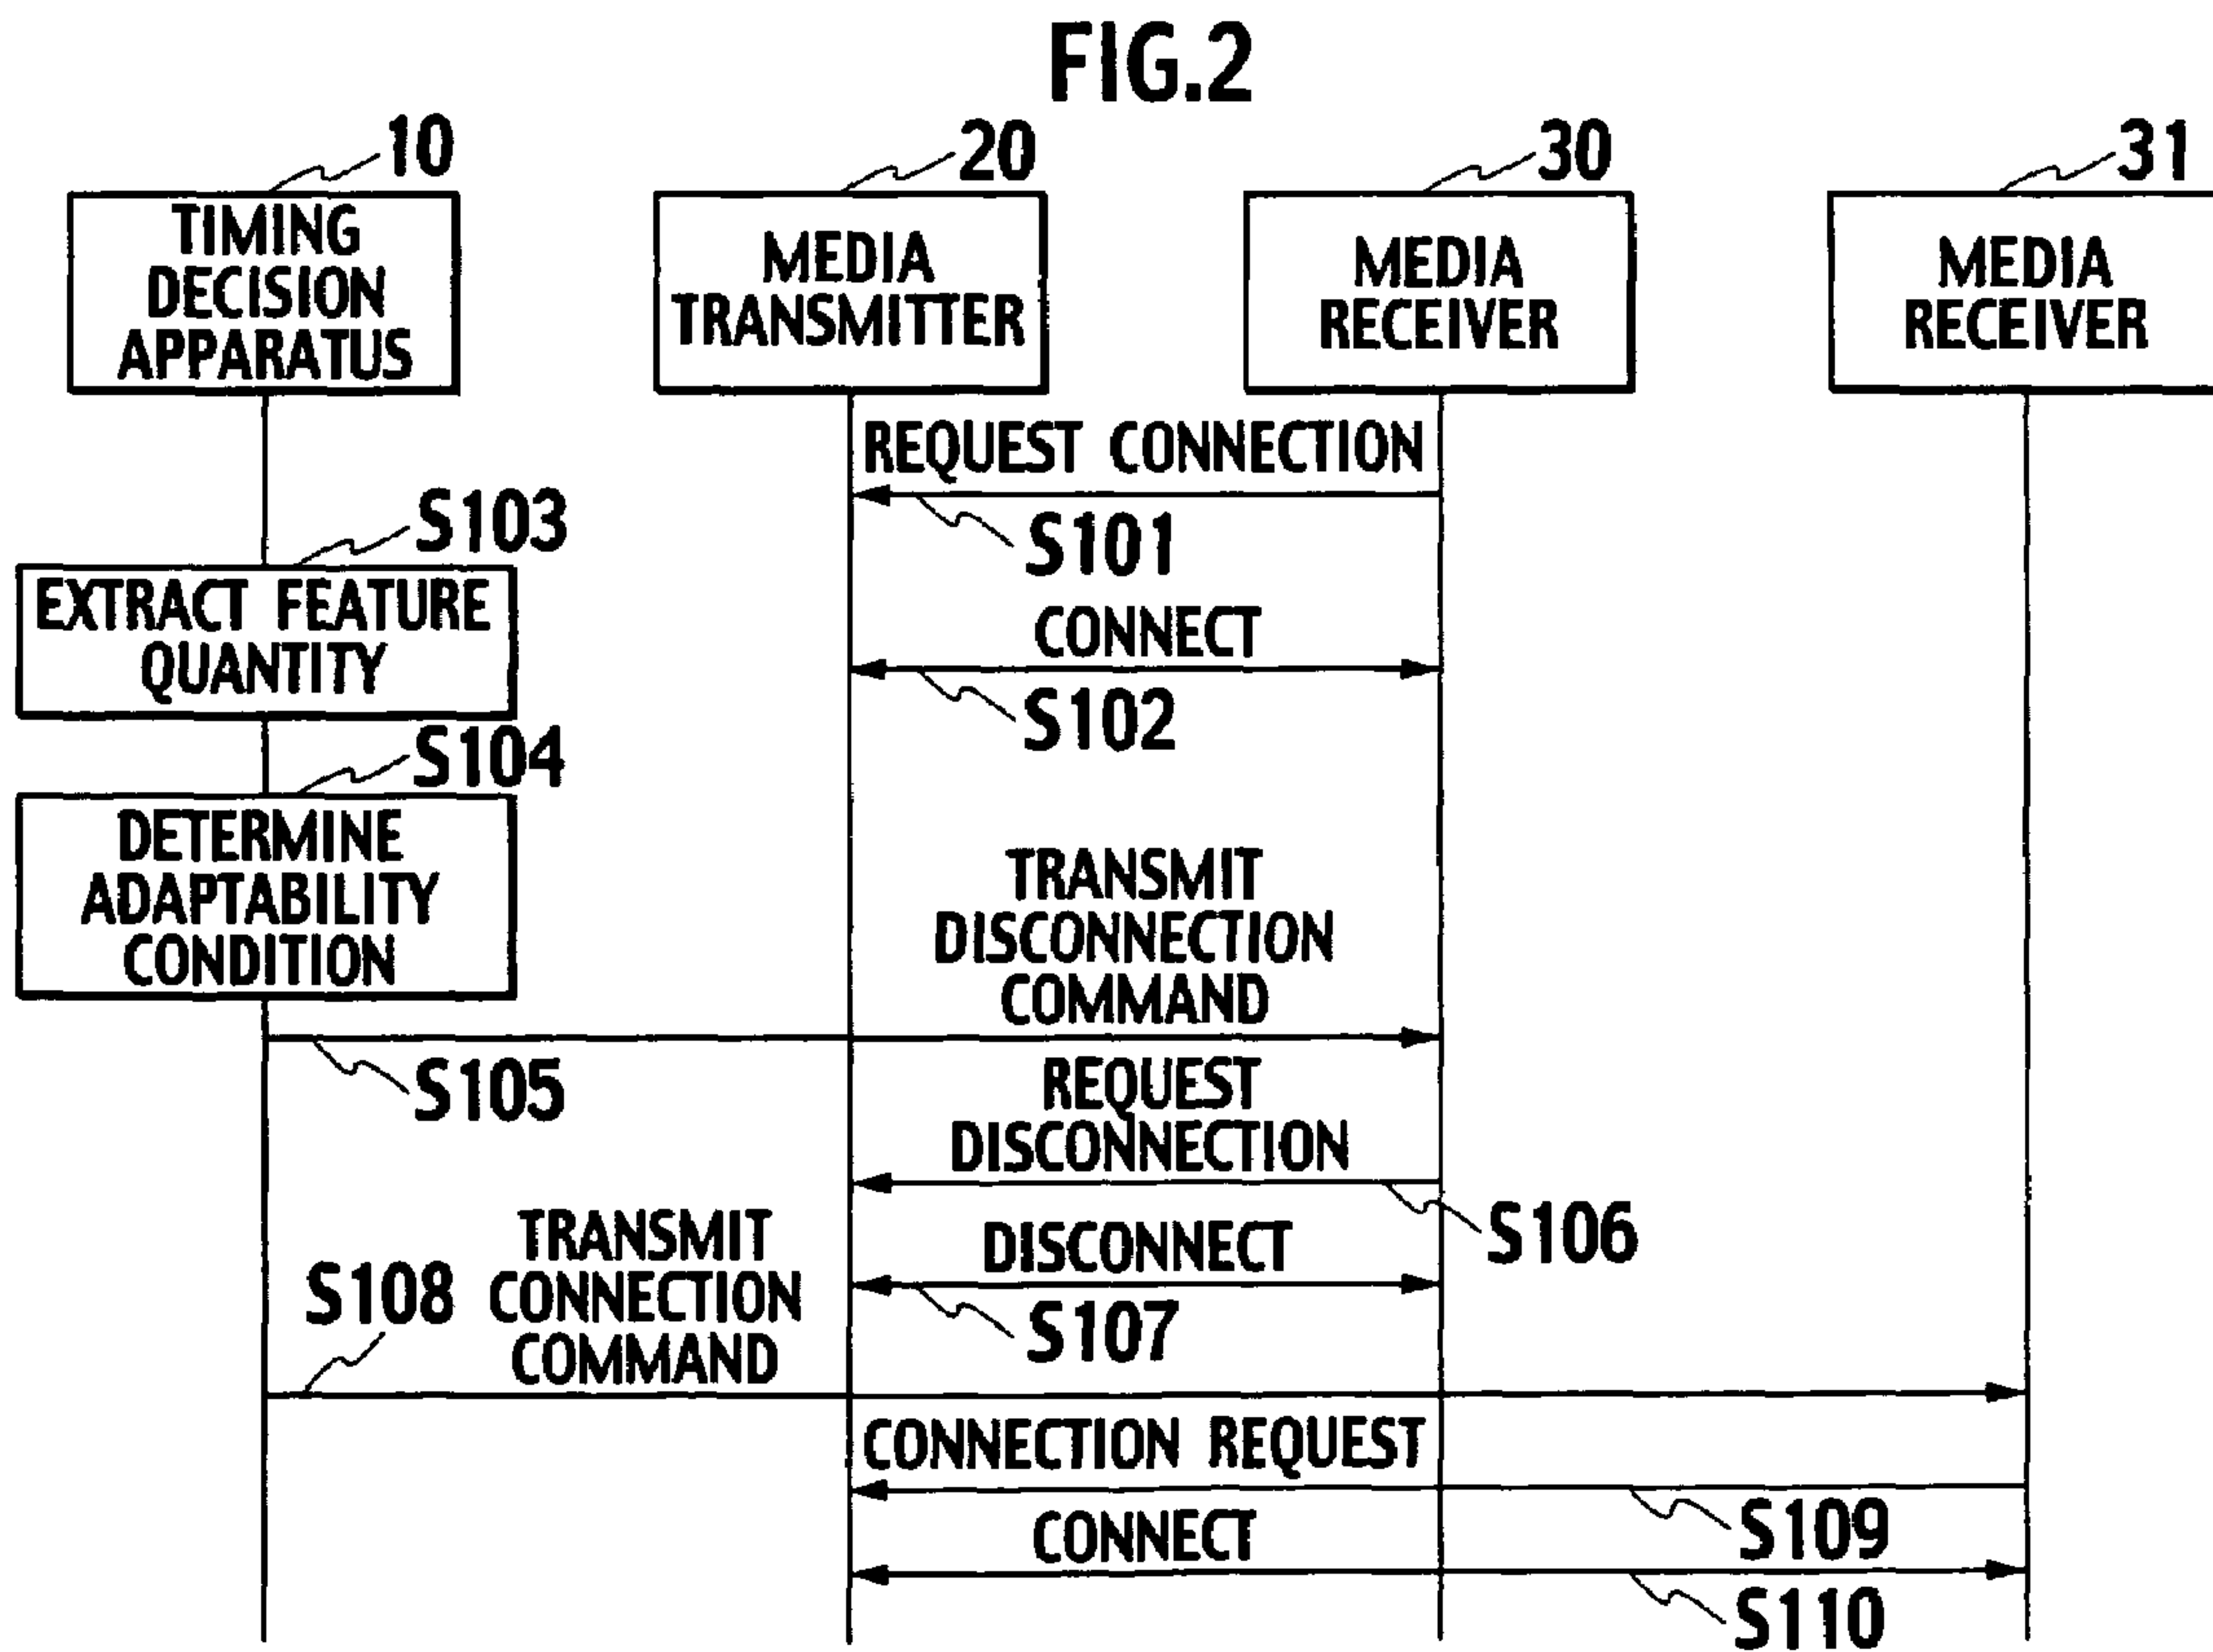 FIG.2
10
20
30
31
TIMING
DECISION
APPARATUS
MEDIA
TRANSMITTER
MEDIA
RECEIVER
MEDIA
RECEIVER
REQUEST CONNECTION
S101
S103
EXTRACT FEATURE
QUANTITY
CONNECT
S102
S104
DETERMINE
ADAPTABILITY
CONDITION
TRANSMIT
DISCONNECTION
COMMAND
S105
REQUEST
DISCONNECTION
S106
DISCONNECT
S107
S108
TRANSMIT
CONNECTION
COMMAND
CONNECTION REQUEST
S109
CONNECT
S110